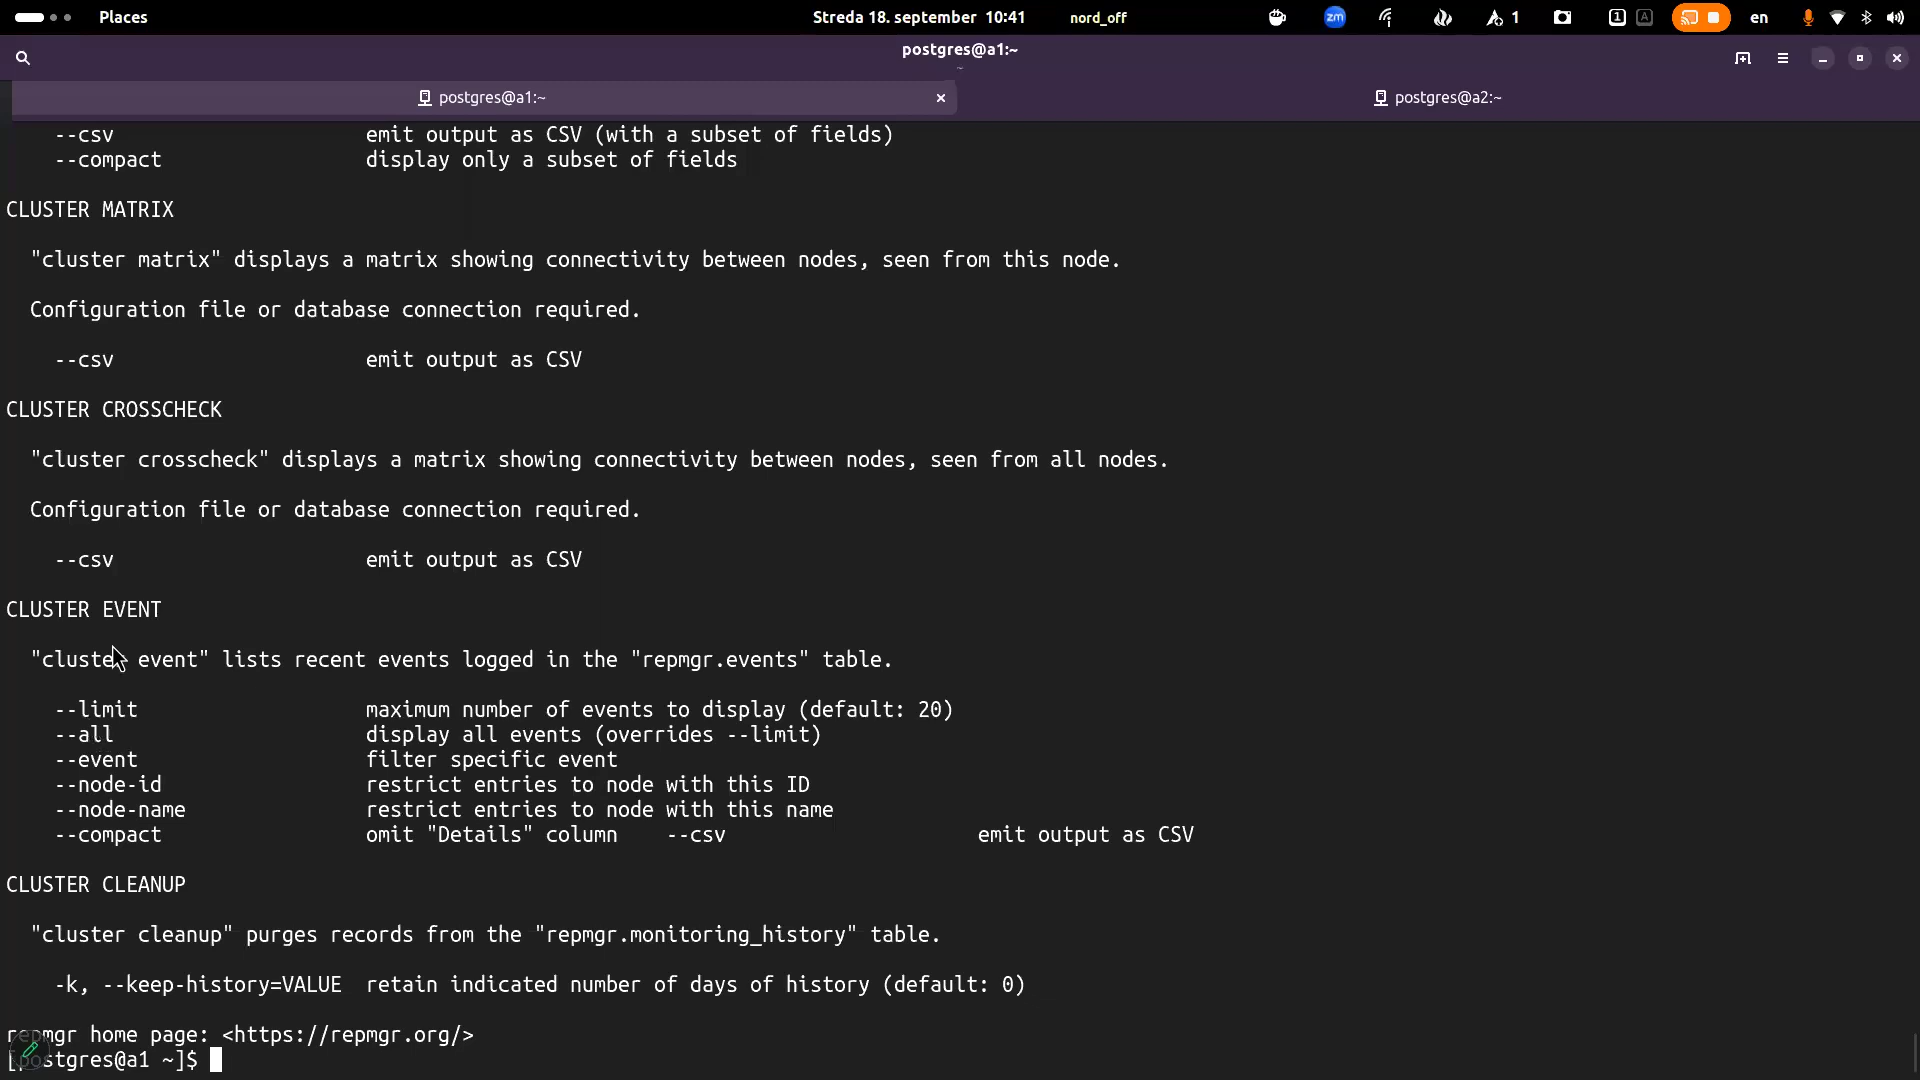 Places
Streda 18. september 10:41
nord_off
zm
1
1
A
en
postgres@a1:~
~
postgres@a1:~
postgres@a2:~
--csv emit output as CSV (with a subset of fields)
--compact display only a subset of fields
CLUSTER MATRIX
"cluster matrix" displays a matrix showing connectivity between nodes, seen from this node.
Configuration file or database connection required.
--csv emit output as CSV
CLUSTER CROSSCHECK
"cluster crosscheck" displays a matrix showing connectivity between nodes, seen from all nodes.
Configuration file or database connection required.
--csv emit output as CSV
CLUSTER EVENT
"cluster event" lists recent events logged in the "repmgr.events" table.
--limit maximum number of events to display (default: 20)
--all display all events (overrides --limit)
--event filter specific event
--node-id restrict entries to node with this ID
--node-name restrict entries to node with this name
--compact omit "Details" column --csv emit output as CSV
CLUSTER CLEANUP
"cluster cleanup" purges records from the "repmgr.monitoring_history" table.
-k, --keep-history=VALUE retain indicated number of days of history (default: 0)
repmgr home page: <https://repmgr.org/>
[postgres@a1 ~]$